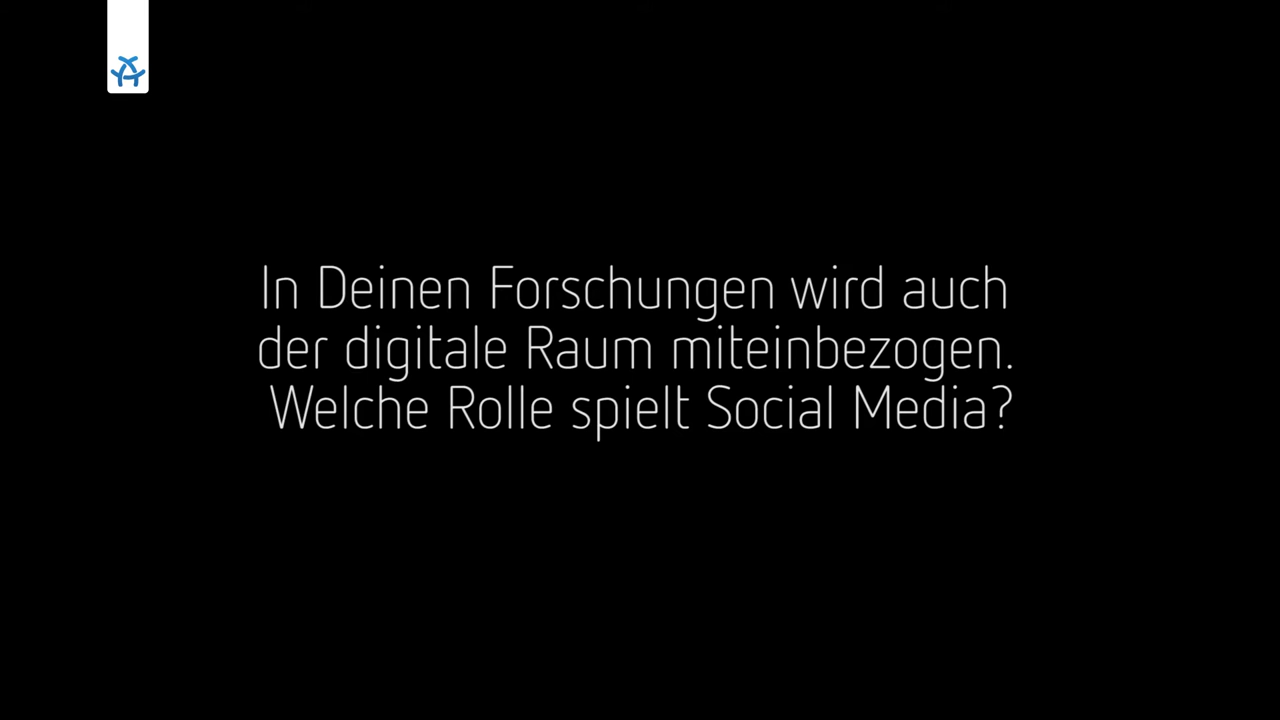 In Deinen Forschungen wird auch
der digitale Raum miteinbezogen.
Welche Rolle spielt Social Media?